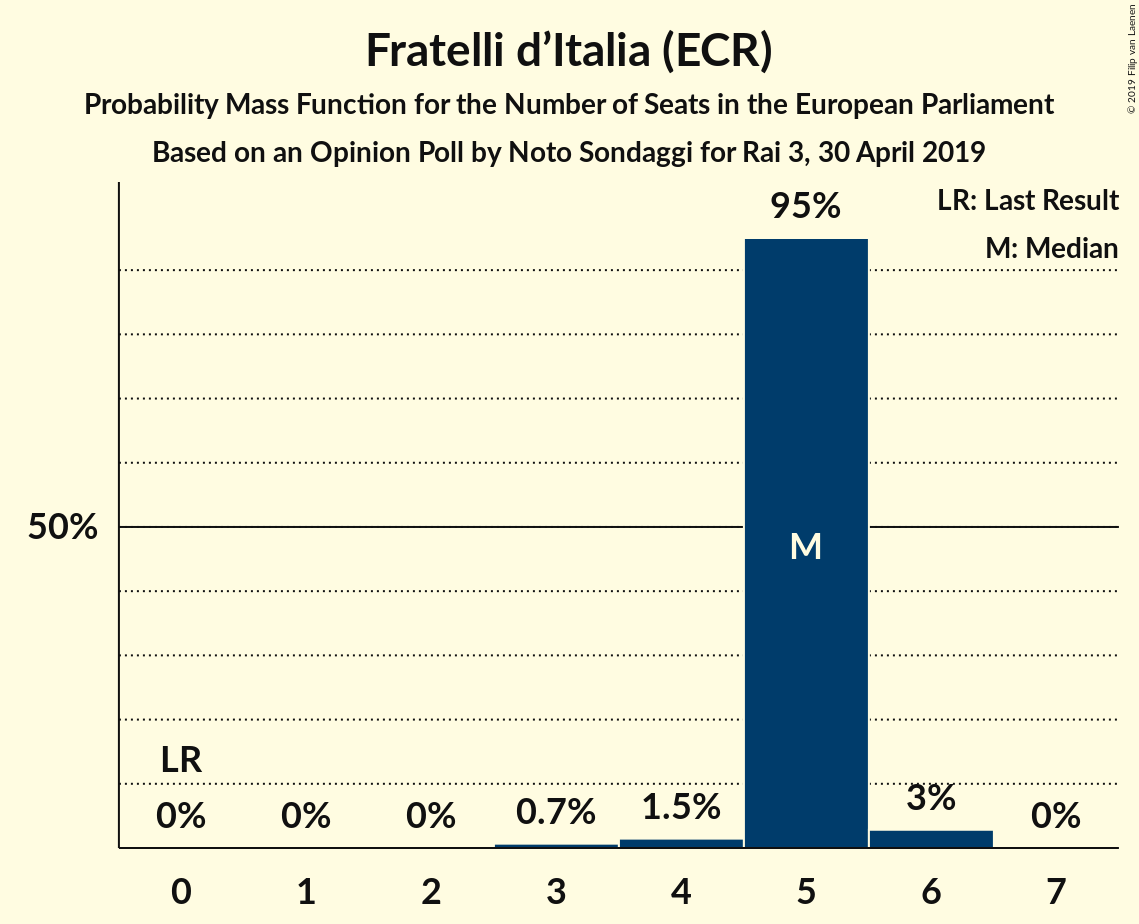 Fratelli d’Italia (ECR)
Probability Mass Function for the Number of Seats in the European Parliament
Based on an Opinion Poll by Noto Sondaggi for Rai 3, 30 April 2019
© 2019 Filip van Laenen
LR: Last Result
M: Median
95%
50%
M
LR
0% 0% 0% 0.7% 1.5% 3% 0%
0 1 2 3 4 5 6 7